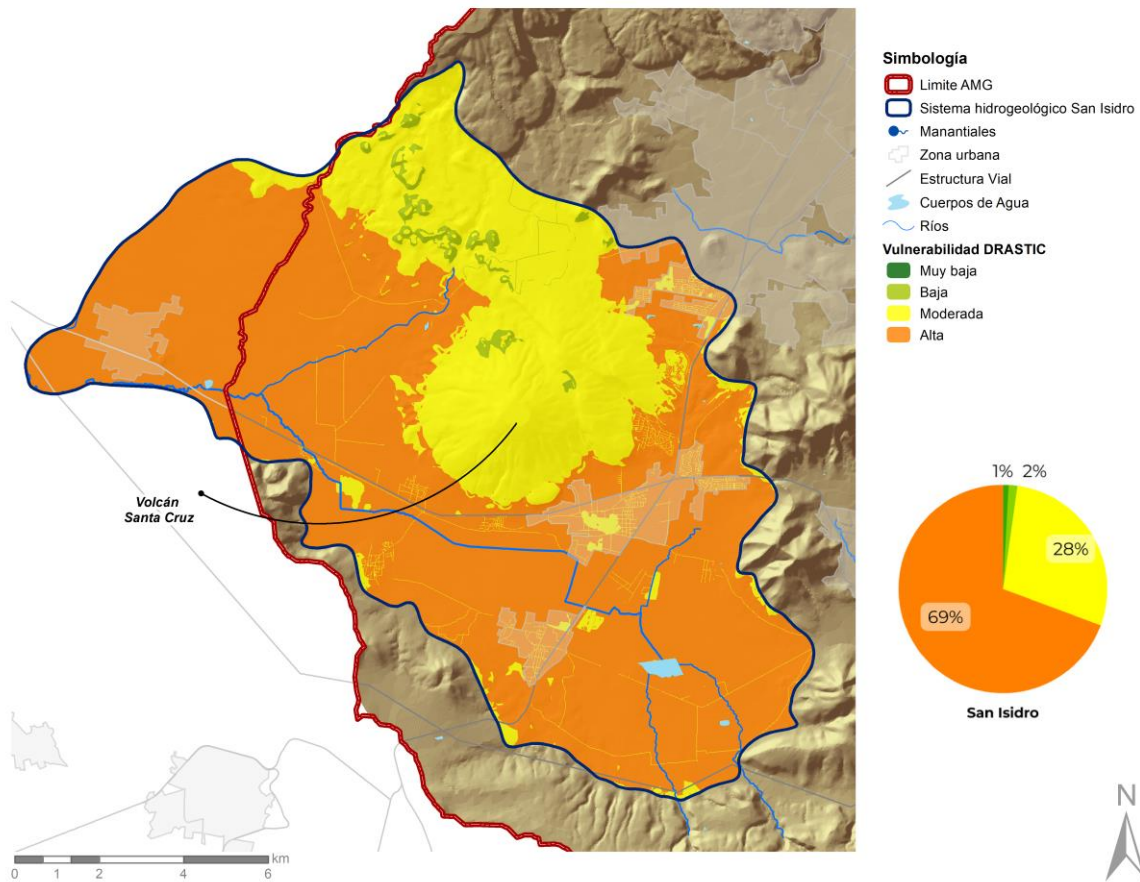 Simbología
Limite AMG
Sistema hidrogeológico San Isidro
Manantiales
Zona urbana
Estructura Vial
Cuerpos de Agua
Ríos
Vulnerabilidad DRASTIC
Muy baja
Baja
Moderada
Alta
Volcán
Santa Cruz
1% 2%
28%
69%
San Isidro
N
km
0 1 2 4 6